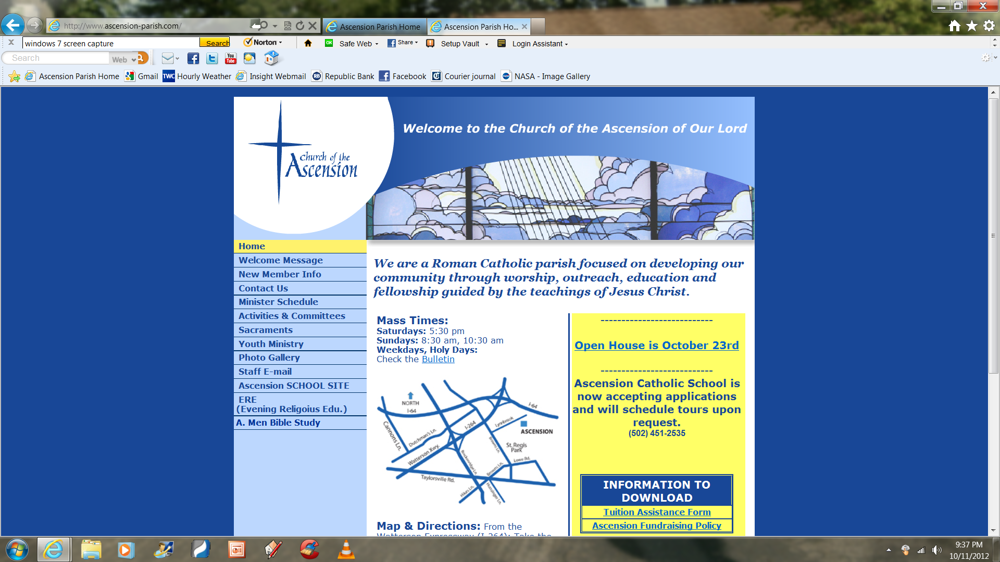 http://www.ascension-parish.com/
Ascension Parish Home
Ascension Parish Ho...
windows 7 screen capture
Search
Norton
OK
Safe Web
Share
Setup Vault
Login Assistant
Search
Web
You Tube
Ascension Parish Home
Gmail
TWC
Hourly Weather
Insight Webmail
RB
Republic Bank
Facebook
Courier journal
NASA - Image Gallery
Church of the
Ascension
Welcome to the Church of the Ascension of Our Lord
Home
Welcome Message
New Member Info
Contact Us
Minister Schedule
Activities & Committees
Sacraments
Youth Ministry
Photo Gallery
Staff E-mail
Ascension SCHOOL SITE
ERE
(Evening Religoius Edu.)
A. Men Bible Study
We are a Roman Catholic parish focused on developing our
community through worship, outreach, education and
fellowship guided by the teachings of Jesus Christ.
Mass Times:
Saturdays: 5:30 pm
Sundays: 8:30 am, 10:30 am
Weekdays, Holy Days:
Check the Bulletin
NORTH
I-64
I-64
Cannons Ln.
Dutchman's Ln.
I-264
Lynnbrook
ASCENSION
Watterson Xwy.
Breckenridge Ln.
Browns Ln.
St. Regis
Park
Lowe Rd.
Browns Ln.
Taylorsville Rd.
Hikes Ln.
Hunsinger Ln.
Map & Directions: From the
Watterson Expressway (I-264): Take the
---------------------------
Open House is October 23rd
---------------------------
Ascension Catholic School is
now accepting applications
and will schedule tours upon
request.
(502) 451-2535
INFORMATION TO
DOWNLOAD
Tuition Assistance Form
Ascension Fundraising Policy
9:37 PM
10/11/2012